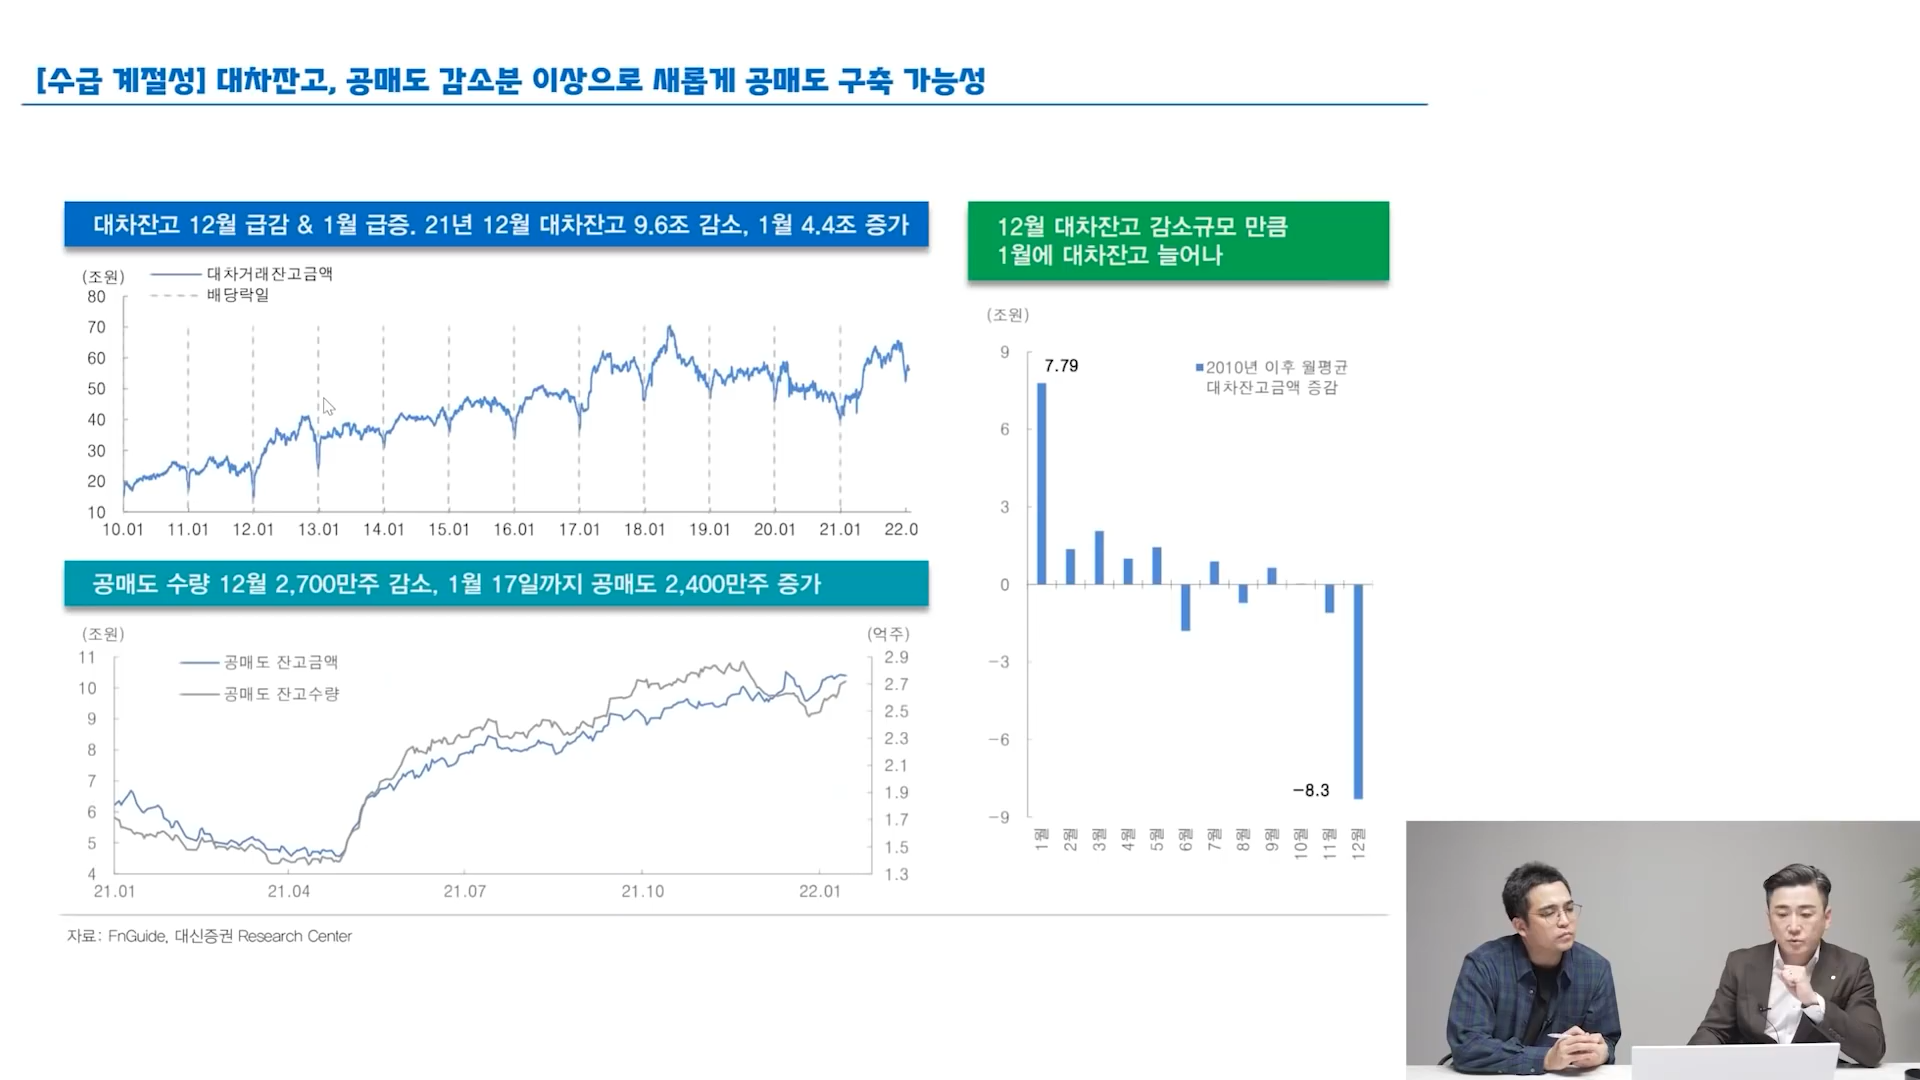 [수급 계절성] 대차잔고, 공매도 감소분 이상으로 새롭게 공매도 구축 가능성
대차잔고 12월 급감 & 1월 급증. 21년 12월 대차잔고 9.6조 감소, 1월 4.4조 증가
(조원)
대차거래잔고금액
배당락일
80
70
60
50
40
30
20
10
10.01 11.01 12.01 13.01 14.01 15.01 16.01 17.01 18.01 19.01 20.01 21.01 22.0
공매도 수량 12월 2,700만주 감소, 1월 17일까지 공매도 2,400만주 증가
(조원)
(억주)
공매도 잔고금액
공매도 잔고수량
11
10
9
8
7
6
5
4
2.9
2.7
2.5
2.3
2.1
1.9
1.7
1.5
1.3
21.01 21.04 21.07 21.10 22.01
12월 대차잔고 감소규모 만큼
1월에 대차잔고 늘어나
(조원)
2010년 이후 월평균
대차잔고금액 증감
9
6
3
0
-3
-6
-9
7.79
-8.3
1월 2월 3월 4월 5월 6월 7월 8월 9월 10월 11월 12월
자료: FnGuide, 대신증권 Research Center